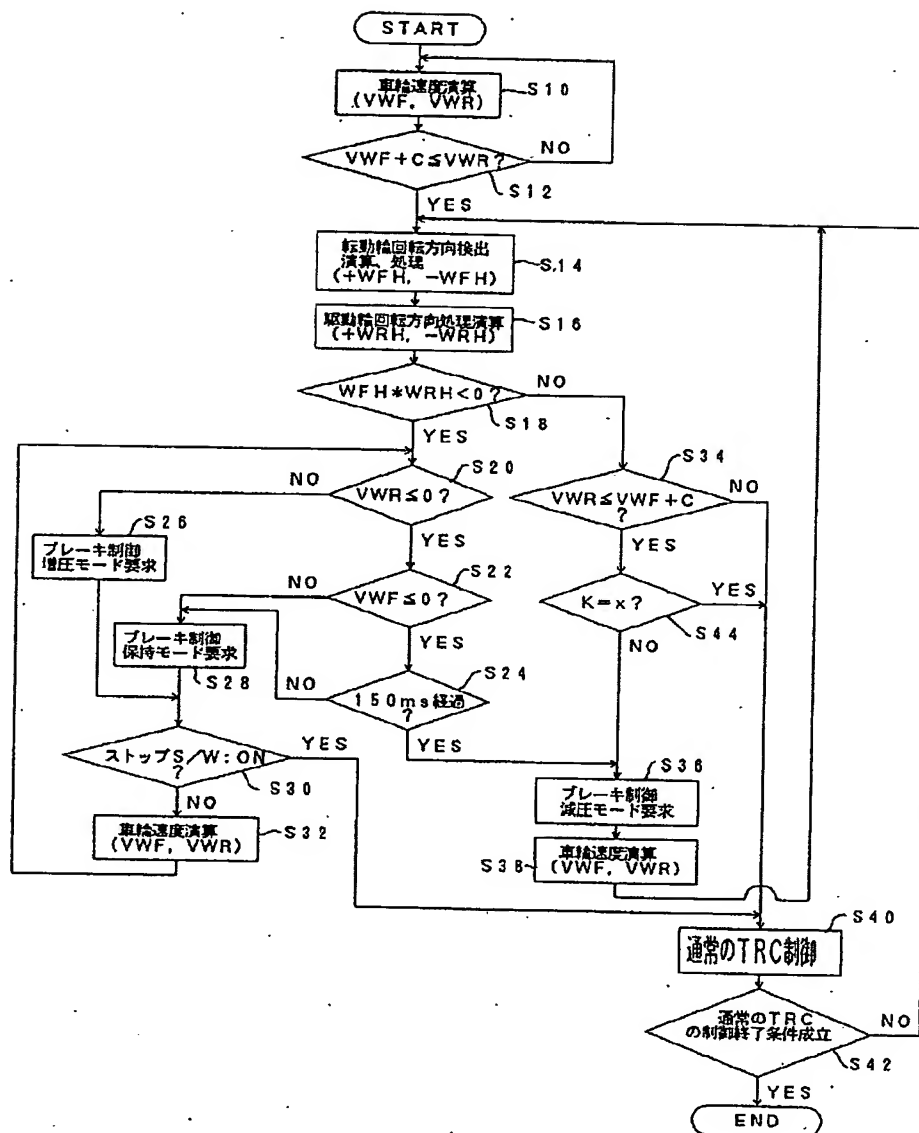 START
車輪速度演算
(VWF, VWR)
S10
VWF+C≦VWR?
NO
S12
YES
転動輪回転方向検出
演算、処理
(+WFH, −WFH)
S14
駆動輪回転方向処理演算
(+WRH, −WRH)
S16
WFH*WRH<0?
NO
S18
YES
S20
NO
VWR≦0?
YES
S34
VWR≦VWF+C
?
NO
YES
S26
ブレーキ制御
増圧モード要求
S22
NO
VWF≦0?
YES
K=x?
YES
S44
NO
ブレーキ制御
保持モード要求
S28
S24
NO
150ms経過
?
YES
ストップS/W:ON
?
YES
S30
NO
S36
ブレーキ制御
減圧モード要求
車輪速度演算
(VWF, VWR)
S32
車輪速度演算
(VWF, VWR)
S38
S40
通常のTRC制御
通常のTRC
の制御終了条件成立
NO
S42
YES
END